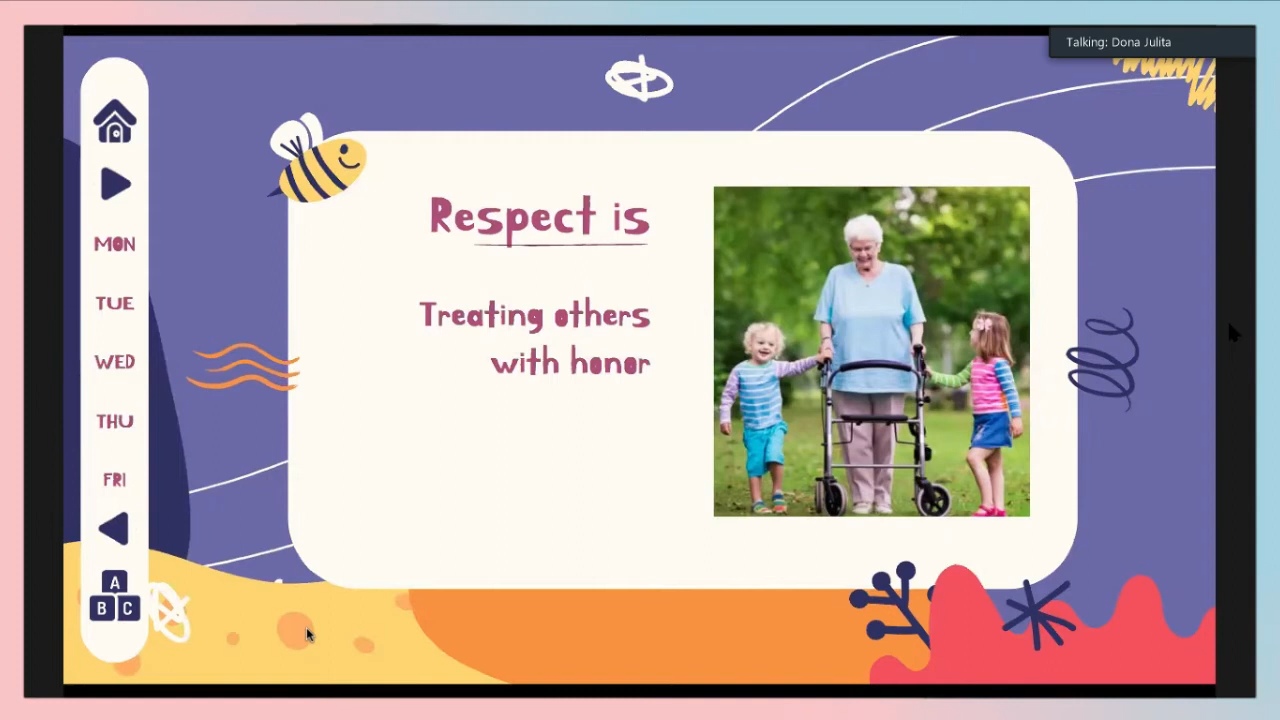 Talking: Dona Julita
MON
TUE
WED
THU
FRI
A
B C
Respect is
Treating others
with honor